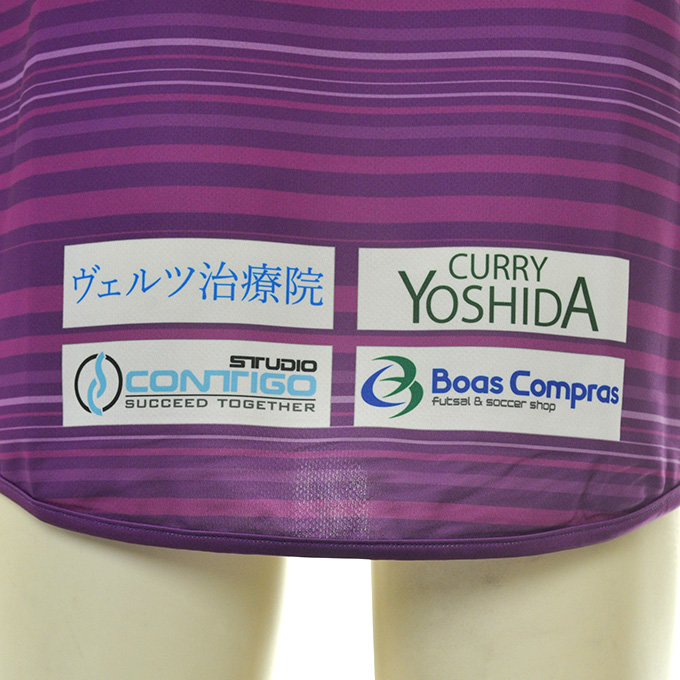 ヴェルツ治療院
CURRY
YOSHIDA
STUDIO
CONTIGO
SUCCEED TOGETHER
Boas Compras
futsal & soccer shop